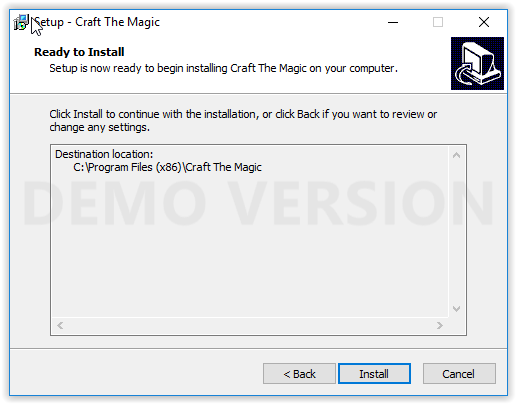 Setup - Craft The Magic
Ready to Install
Setup is now ready to begin installing Craft The Magic on your computer.
Click Install to continue with the installation, or click Back if you want to review or
change any settings.
Destination location:
C:\Program Files (x86)\Craft The Magic
DEMO VERSION
< Back
Install
Cancel